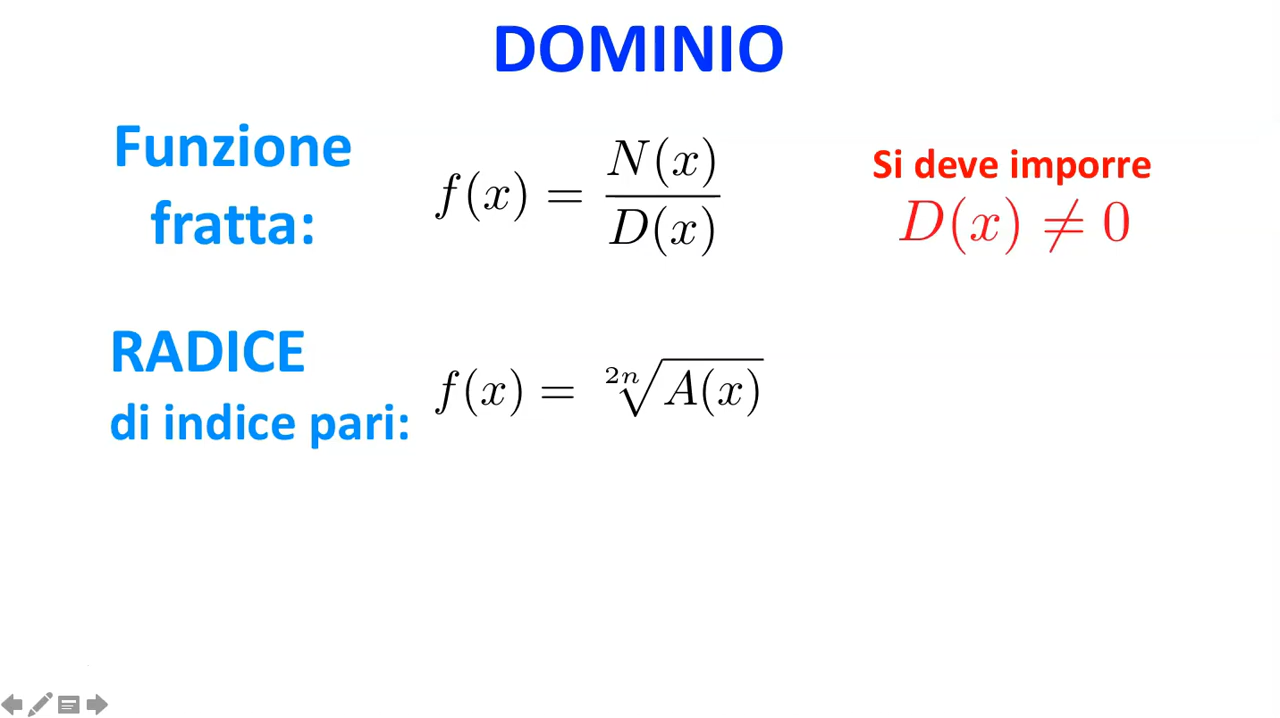 DOMINIO
Funzione
fratta:
f(x) = N(x)/D(x)
Si deve imporre
D(x) ≠ 0
RADICE
di indice pari:
f(x) = ²ⁿ√A(x)